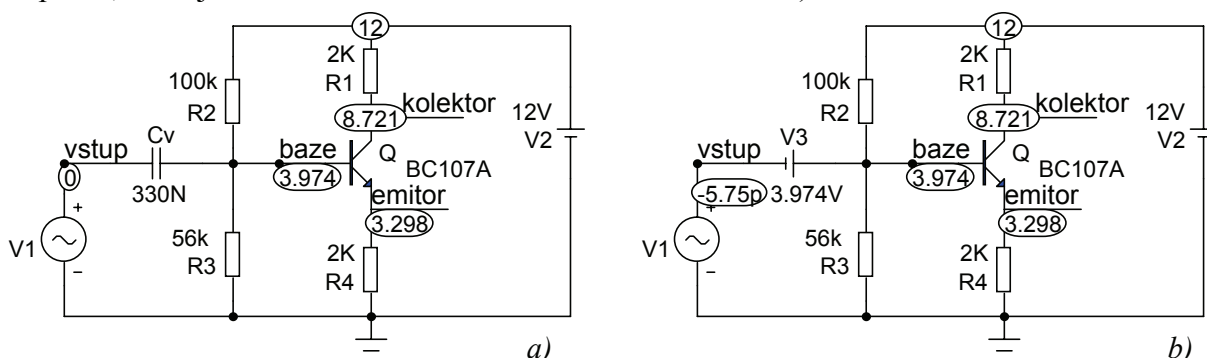 12
2K
R1
100k
R2
kolektor
8.721
12V
V2
Cv
vstup
baze
Q
BC107A
0
330N
3.974
emitor
3.298
+
V1
−
56k
R3
2K
R4
a)
12
2K
R1
100k
R2
kolektor
8.721
12V
V2
V3
vstup
baze
Q
BC107A
-5.75p
3.974V
3.974
emitor
3.298
+
V1
−
56k
R3
2K
R4
b)